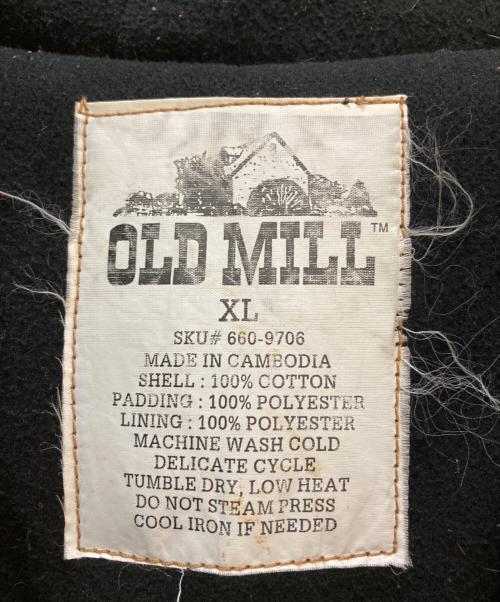 OLD MILL™
XL
SKU# 660-9706
MADE IN CAMBODIA
SHELL : 100% COTTON
PADDING : 100% POLYESTER
LINING : 100% POLYESTER
MACHINE WASH COLD
DELICATE CYCLE
TUMBLE DRY, LOW HEAT
DO NOT STEAM PRESS
COOL IRON IF NEEDED